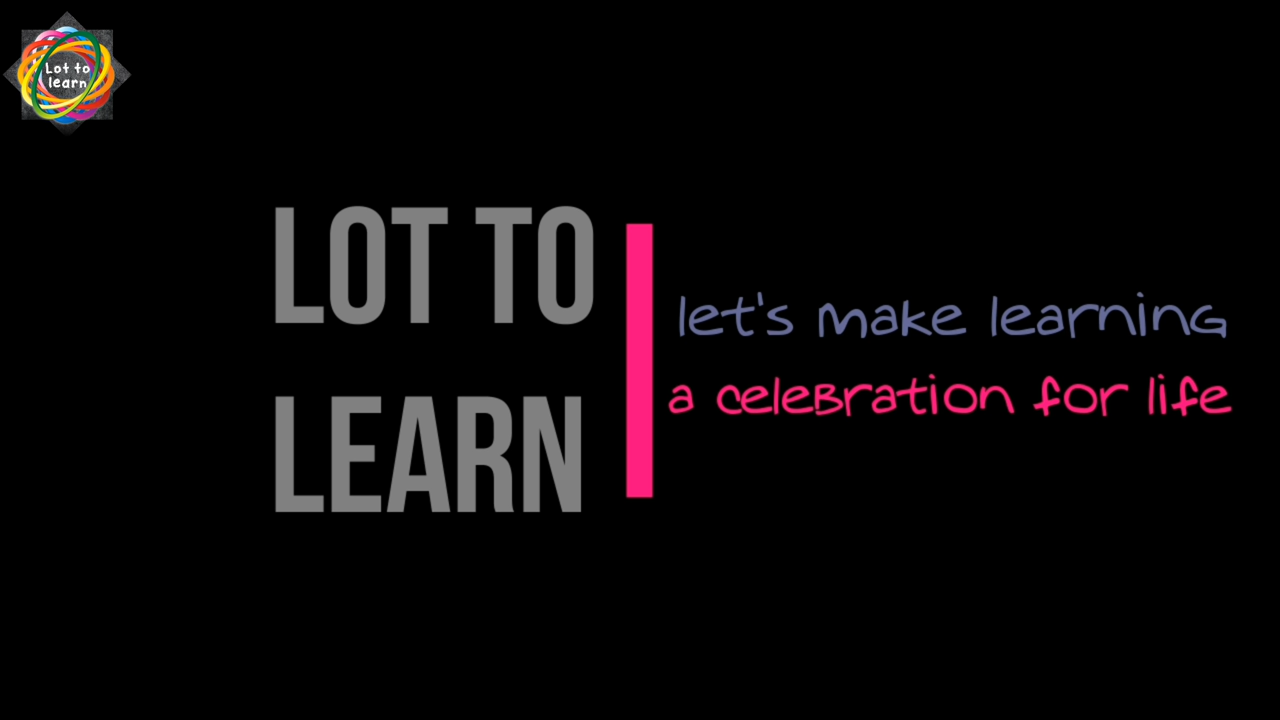 Lot to
learn
LOT TO
LEARN
let's make learning
a celeBration for life